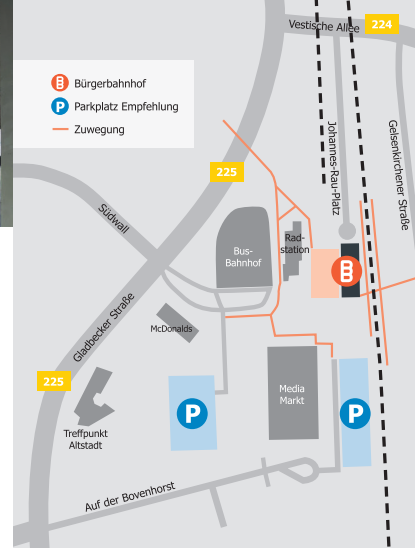 Vestische Allee
224
B
Bürgerbahnhof
P
Parkplatz Empfehlung
Zuwegung
Johannes-Rau-Platz
Gelsenkirchener Straße
225
Südwall
Bus-
Bahnhof
Rad-
station
B
Gladbecker Straße
McDonalds
225
Media
Markt
P
P
Treffpunkt
Altstadt
Auf der Bovenhorst